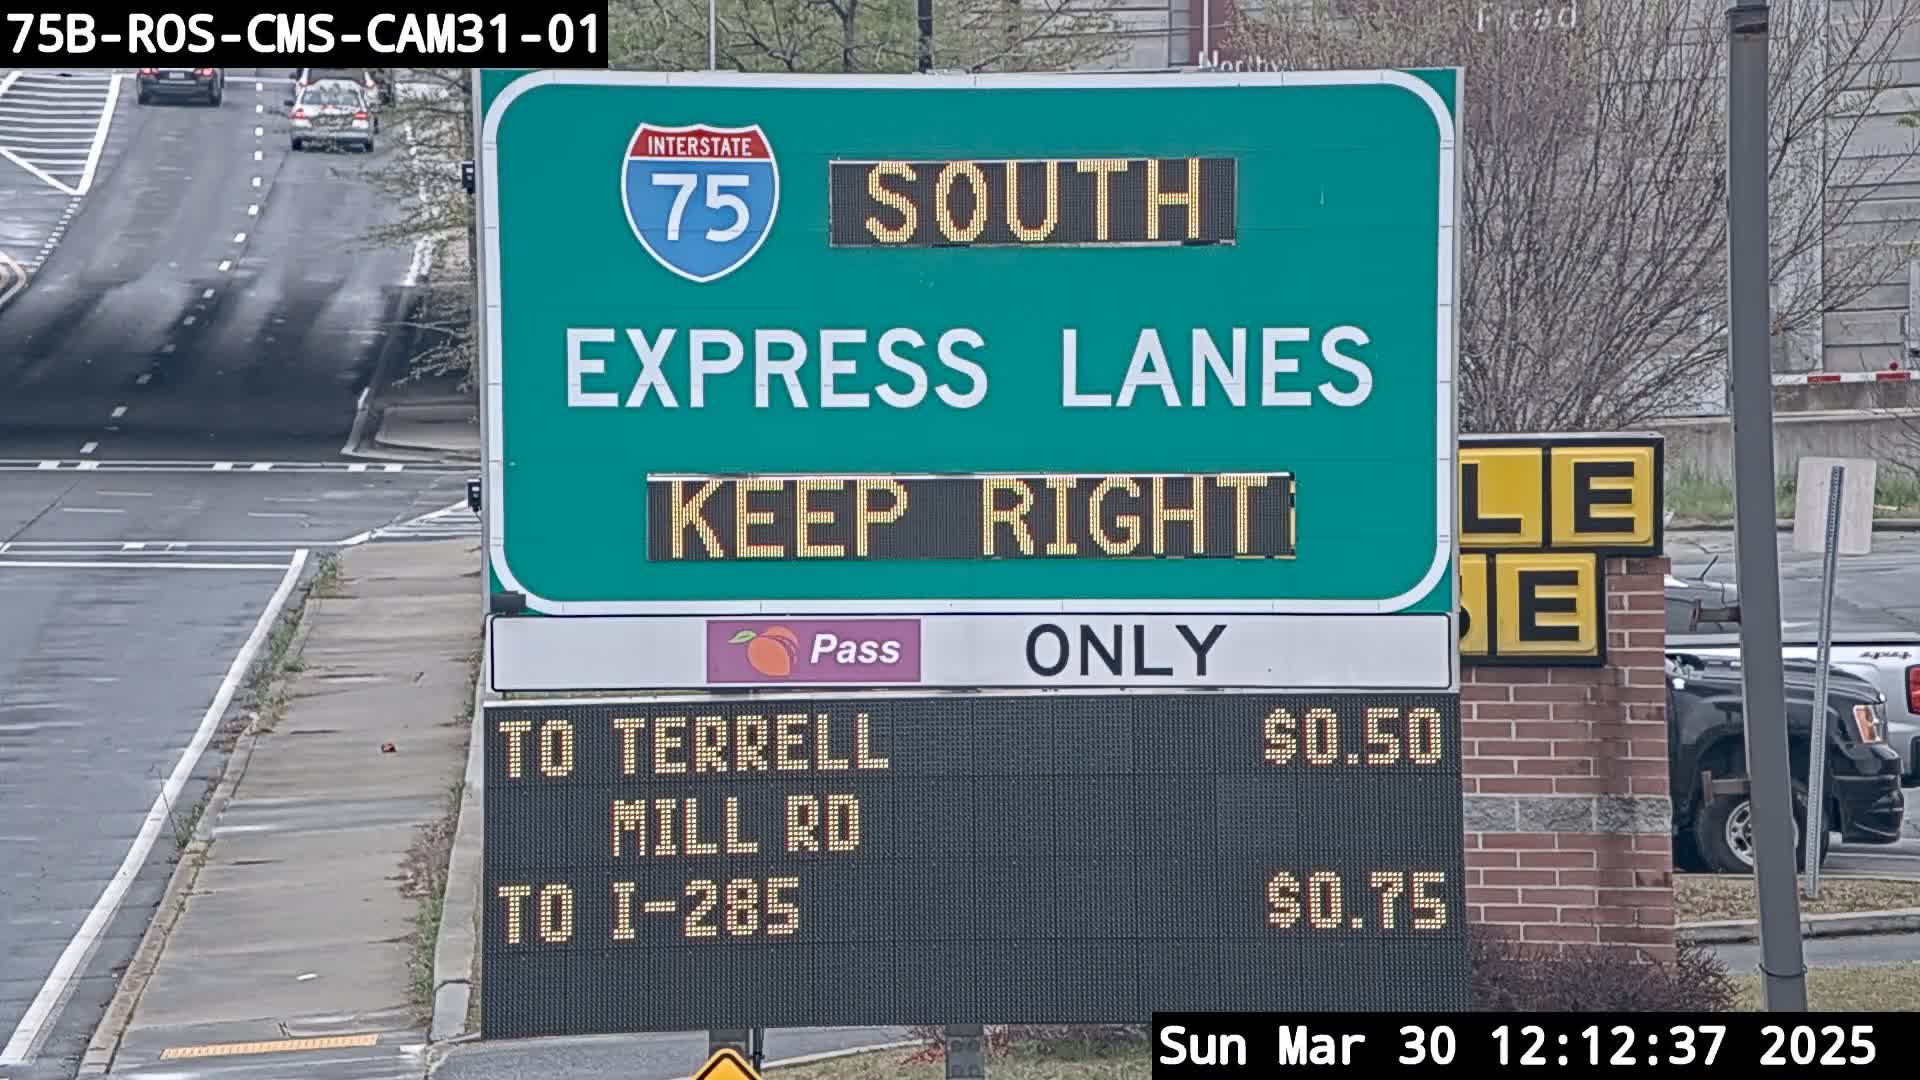 75B-ROS-CMS-CAM31-01
INTERSTATE
75
SOUTH
EXPRESS LANES
KEEP RIGHT
Pass ONLY
TO TERRELL $0.50
MILL RD
TO I-285 $0.75
LE
E
Sun Mar 30 12:12:37 2025